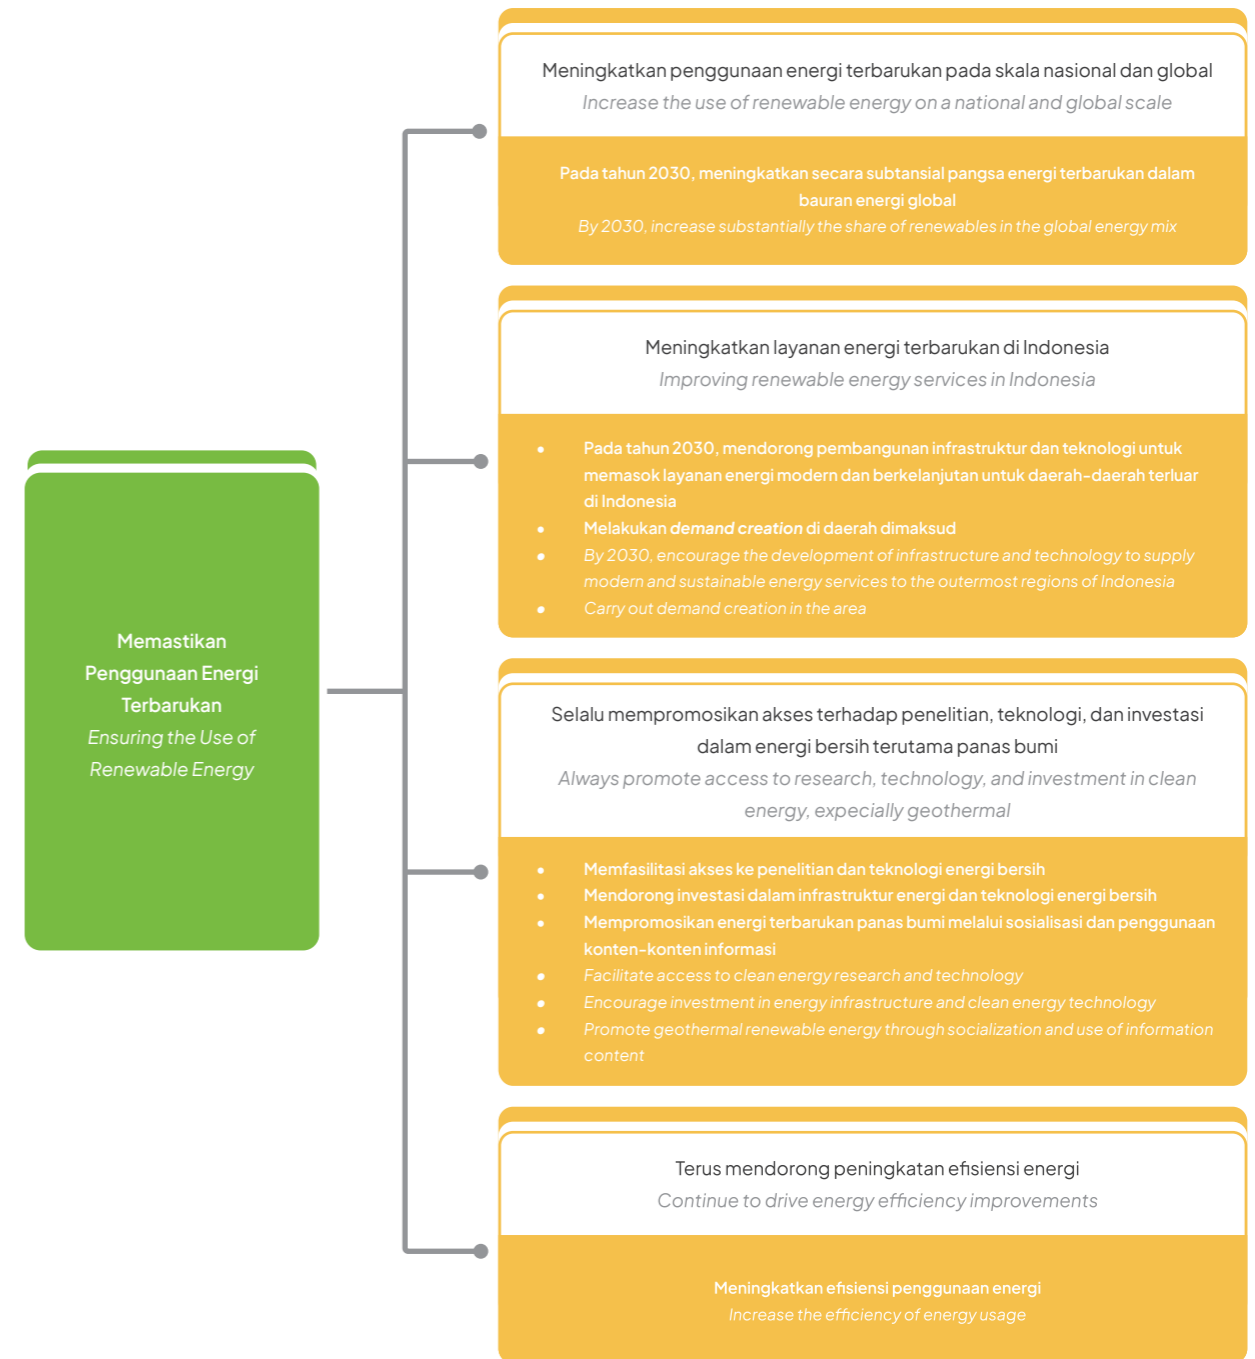 Memastikan
Penggunaan Energi
Terbarukan
Ensuring the Use of
Renewable Energy
Meningkatkan penggunaan energi terbarukan pada skala nasional dan global
Increase the use of renewable energy on a national and global scale
Pada tahun 2030, meningkatkan secara subtansial pangsa energi terbarukan dalam
bauran energi global
By 2030, increase substantially the share of renewables in the global energy mix
Meningkatkan layanan energi terbarukan di Indonesia
Improving renewable energy services in Indonesia
• Pada tahun 2030, mendorong pembangunan infrastruktur dan teknologi untuk
memasok layanan energi modern dan berkelanjutan untuk daerah-daerah terluar
di Indonesia
• Melakukan demand creation di daerah dimaksud
• By 2030, encourage the development of infrastructure and technology to supply
modern and sustainable energy services to the outermost regions of Indonesia
• Carry out demand creation in the area
Selalu mempromosikan akses terhadap penelitian, teknologi, dan investasi
dalam energi bersih terutama panas bumi
Always promote access to research, technology, and investment in clean
energy, expecially geothermal
• Memfasilitasi akses ke penelitian dan teknologi energi bersih
• Mendorong investasi dalam infrastruktur energi dan teknologi energi bersih
• Mempromosikan energi terbarukan panas bumi melalui sosialisasi dan penggunaan
konten-konten informasi
• Facilitate access to clean energy research and technology
• Encourage investment in energy infrastructure and clean energy technology
• Promote geothermal renewable energy through socialization and use of information
content
Terus mendorong peningkatan efisiensi energi
Continue to drive energy efficiency improvements
Meningkatkan efisiensi penggunaan energi
Increase the efficiency of energy usage